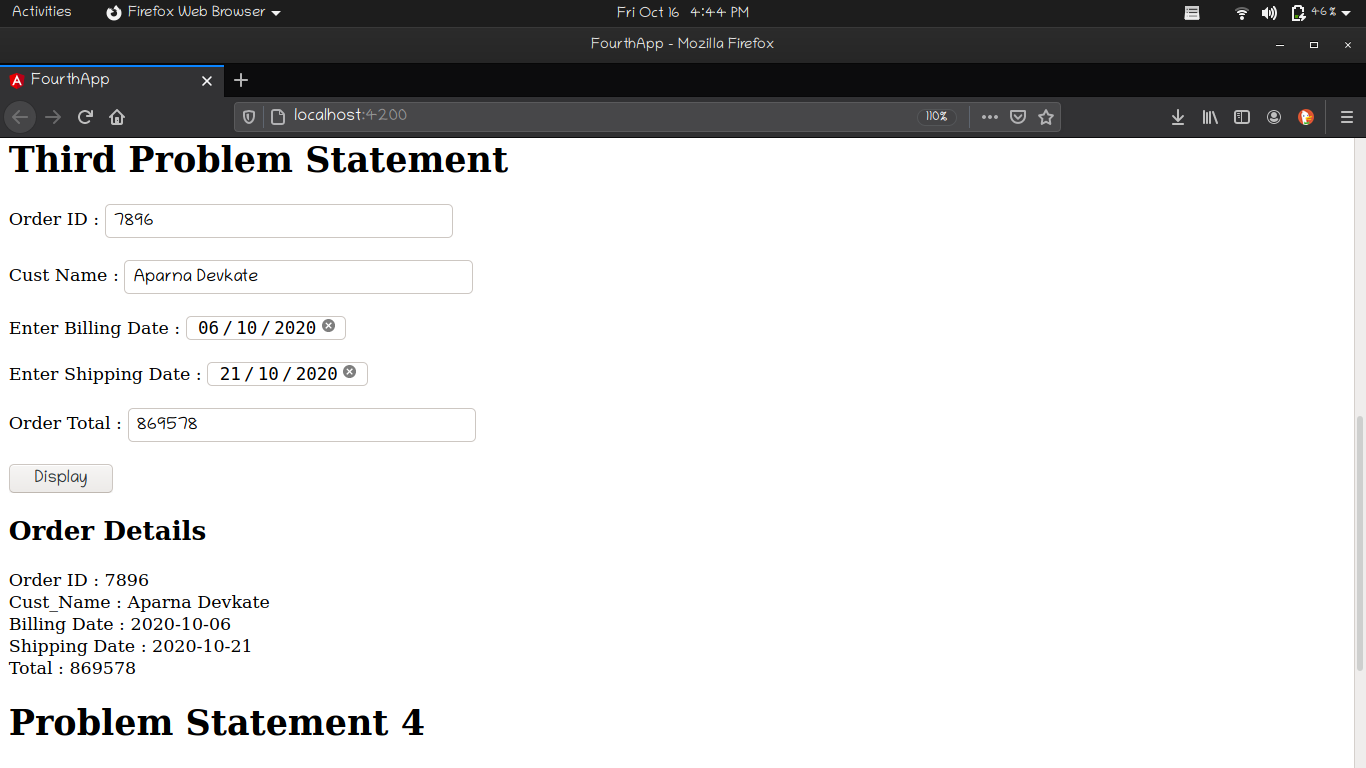 Activities Firefox Web Browser Fri Oct 16 4:44 PM 46%
FourthApp - Mozilla Firefox
FourthApp
localhost:4200 110%
Third Problem Statement
Order ID : 7896
Cust Name : Aparna Devkate
Enter Billing Date : 06/10/2020
Enter Shipping Date : 21/10/2020
Order Total : 869578
Display
Order Details
Order ID : 7896
Cust_Name : Aparna Devkate
Billing Date : 2020-10-06
Shipping Date : 2020-10-21
Total : 869578
Problem Statement 4